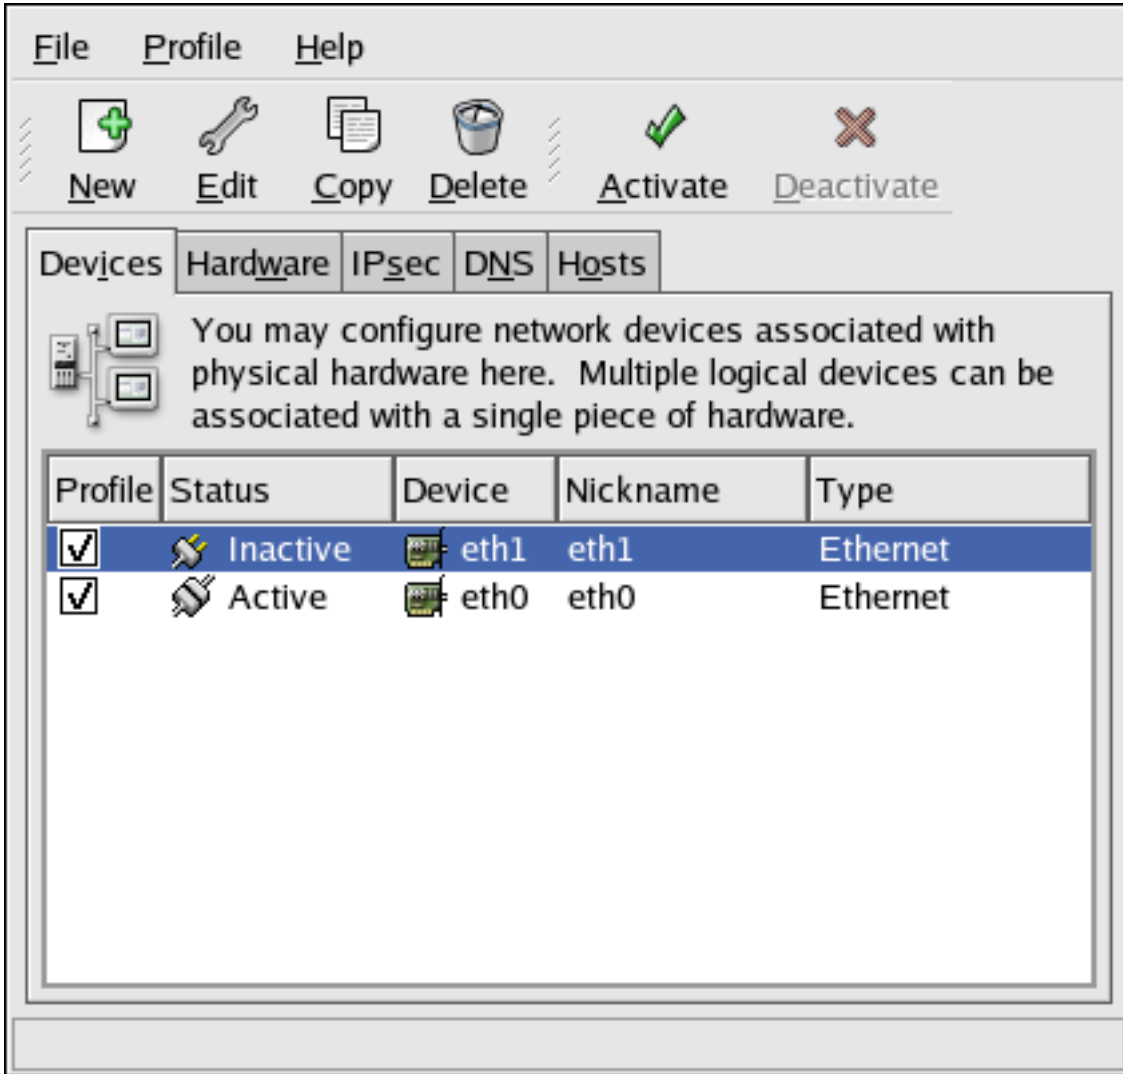 File Profile Help
New Edit Copy Delete Activate Deactivate
Devices Hardware IPsec DNS Hosts
You may configure network devices associated with
physical hardware here.  Multiple logical devices can be
associated with a single piece of hardware.
Profile Status Device Nickname Type
Inactive eth1 eth1 Ethernet
Active eth0 eth0 Ethernet